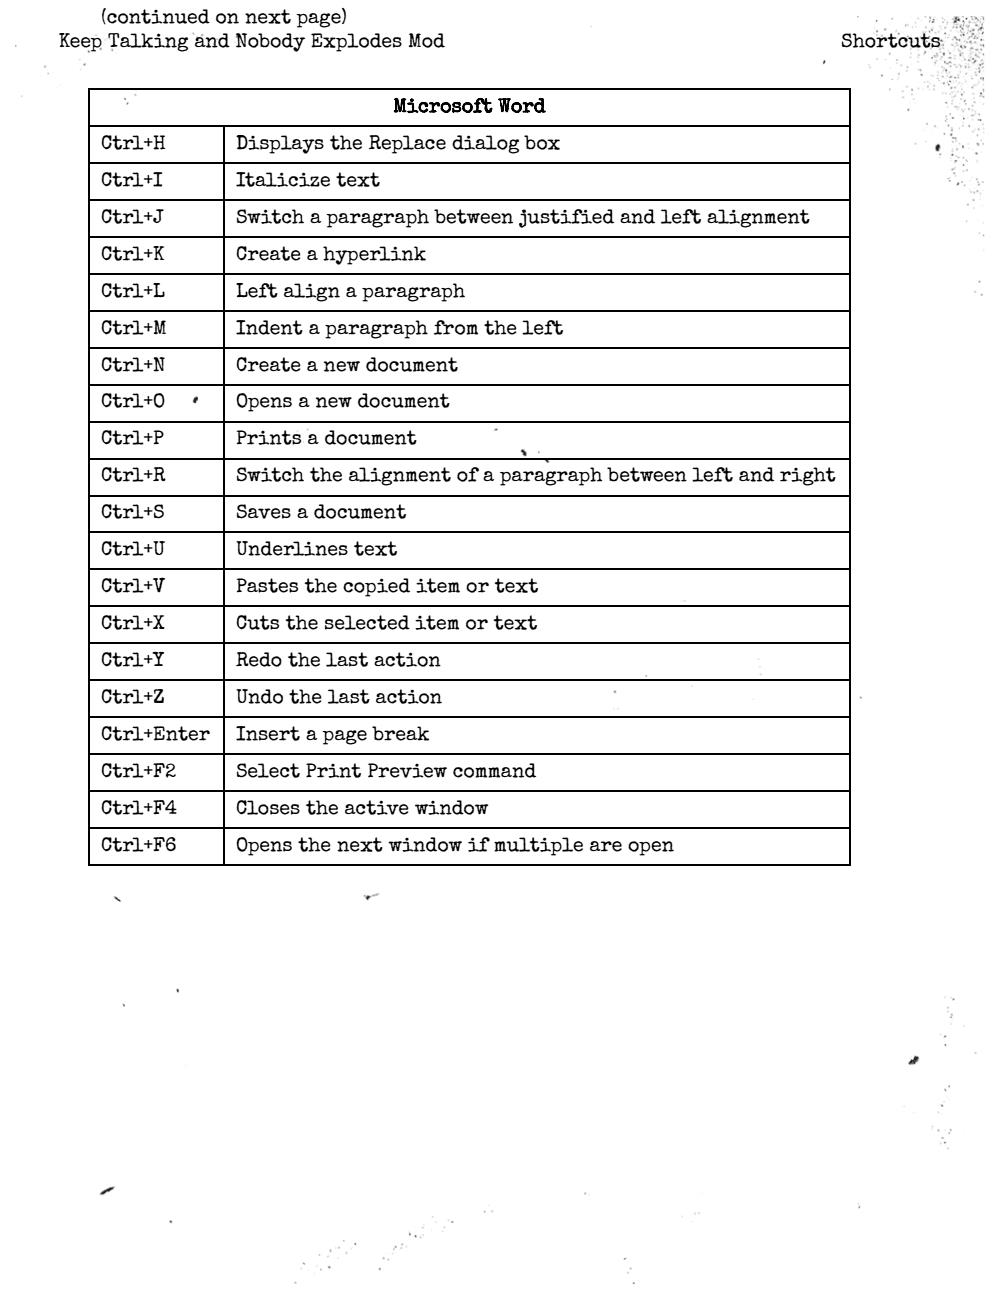 (continued on next page)
Keep Talking and Nobody Explodes Mod Shortcuts
Microsoft Word
Ctrl+H Displays the Replace dialog box
Ctrl+I Italicize text
Ctrl+J Switch a paragraph between justified and left alignment
Ctrl+K Create a hyperlink
Ctrl+L Left align a paragraph
Ctrl+M Indent a paragraph from the left
Ctrl+N Create a new document
Ctrl+O Opens a new document
Ctrl+P Prints a document
Ctrl+R Switch the alignment of a paragraph between left and right
Ctrl+S Saves a document
Ctrl+U Underlines text
Ctrl+V Pastes the copied item or text
Ctrl+X Cuts the selected item or text
Ctrl+Y Redo the last action
Ctrl+Z Undo the last action
Ctrl+Enter Insert a page break
Ctrl+F2 Select Print Preview command
Ctrl+F4 Closes the active window
Ctrl+F6 Opens the next window if multiple are open